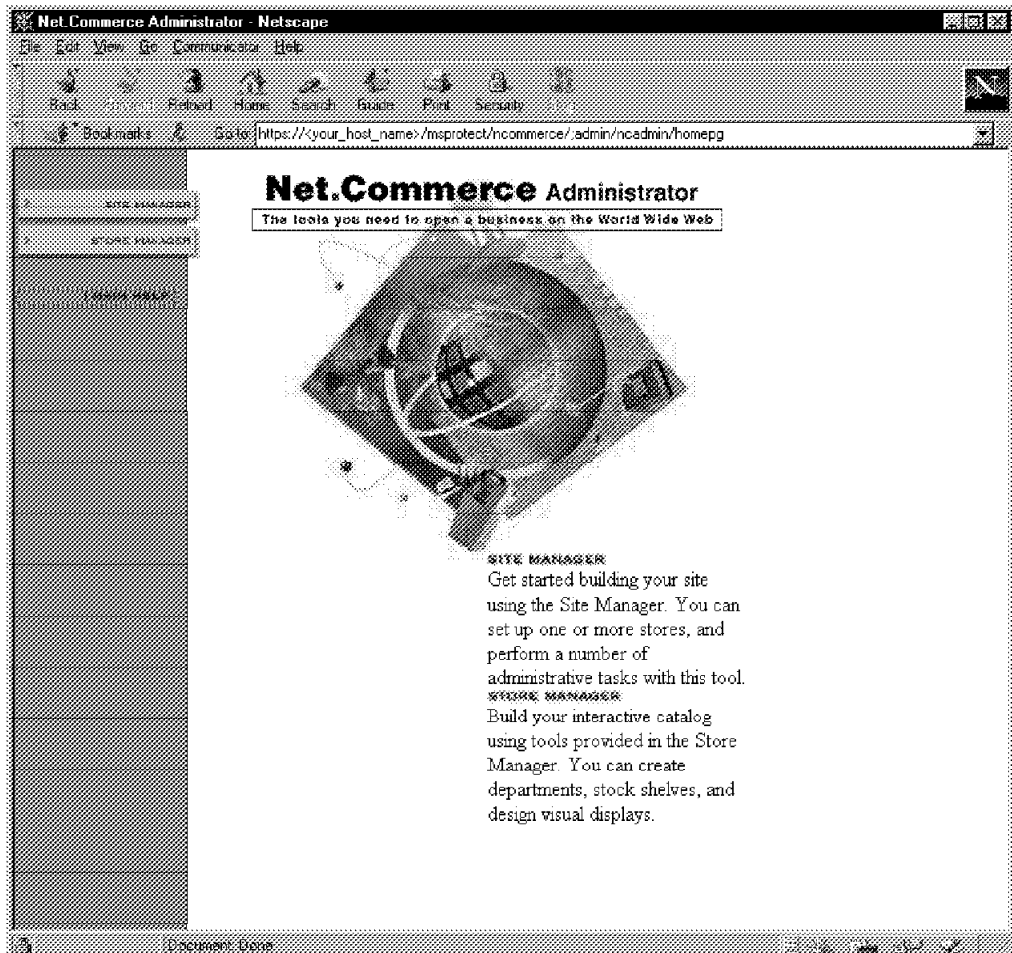 Net.Commerce Administrator - Netscape
File Edit View Go Communicator Help
Back Forward Reload Home Search Guide Print Security
Bookmarks Go to: https://<your_host_name>/msprotect/ncommerce/;admin/ncadmin/homepg
SITE MANAGER
STORE MANAGER
Net.Commerce Administrator
The tools you need to open a business on the World Wide Web
SITE MANAGER
Get started building your site
using the Site Manager. You can
set up one or more stores, and
perform a number of
administrative tasks with this tool.
STORE MANAGER
Build your interactive catalog
using tools provided in the Store
Manager. You can create
departments, stock shelves, and
design visual displays.
Document: Done